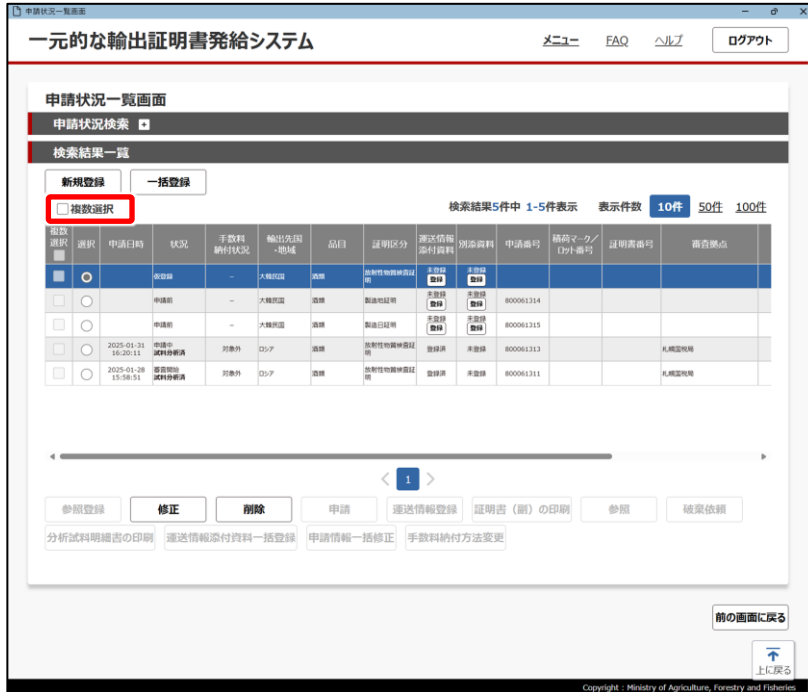 申請状況一覧画面
一元的な輸出証明書発給システム メニュー FAQ ヘルプ ログアウト
申請状況一覧画面
申請状況検索
検索結果一覧
新規登録 一括登録
複数選択 検索結果5件中 1-5件表示 表示件数 10件 50件 100件
複数選択 選択 申請日時 状況 手数料納付状況 輸出先国・地域 品目 証明区分 運送情報添付資料 別添資料 申請番号 積荷マーク/ロット番号 証明書番号 審査拠点
仮登録 - 大韓民国 酒類 放射性物質検査証明 未登録 登録 未登録 登録
申請前 - 大韓民国 酒類 製造地証明 未登録 登録 未登録 登録 800061314
申請前 - 大韓民国 酒類 製造日証明 未登録 登録 未登録 登録 800061315
2025-01-31 16:20:11 申請中 試料分析済 対象外 ロシア 酒類 放射性物質検査証明 登録済 未登録 800061313 札幌国税局
2025-01-28 15:58:51 審査開始 試料分析済 対象外 ロシア 酒類 放射性物質検査証明 登録済 未登録 800061311 札幌国税局
1
参照登録 修正 削除 申請 運送情報登録 証明書（副）の印刷 参照 破棄依頼
分析試料明細書の印刷 運送情報添付資料一括登録 申請情報一括修正 手数料納付方法変更
前の画面に戻る
上に戻る
Copyright : Ministry of Agriculture, Forestry and Fisheries